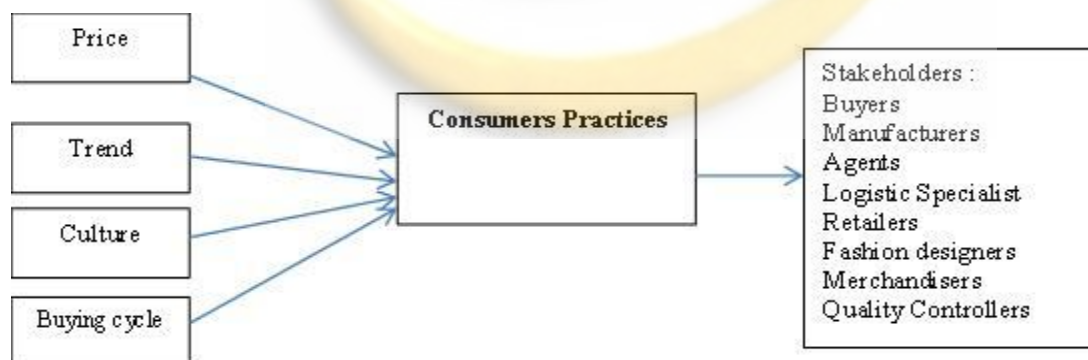 Price
Trend
Culture
Buying cycle
Consumers Practices
Stakeholders :
Buyers
Manufacturers
Agents
Logistic Specialist
Retailers
Fashion designers
Merchandisers
Quality Controllers